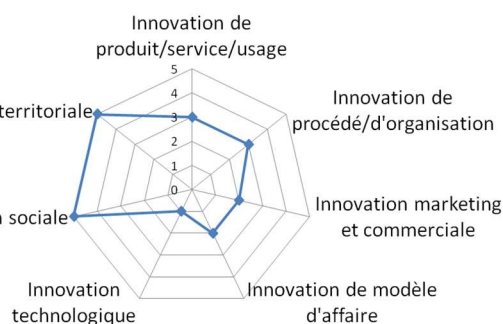 Innovation de
produit/service/usage
5
4
3
2
1
0
Innovation de
procédé/d'organisation
Innovation marketing
et commerciale
Innovation de modèle
d'affaire
Innovation
technologique
sociale
territoriale